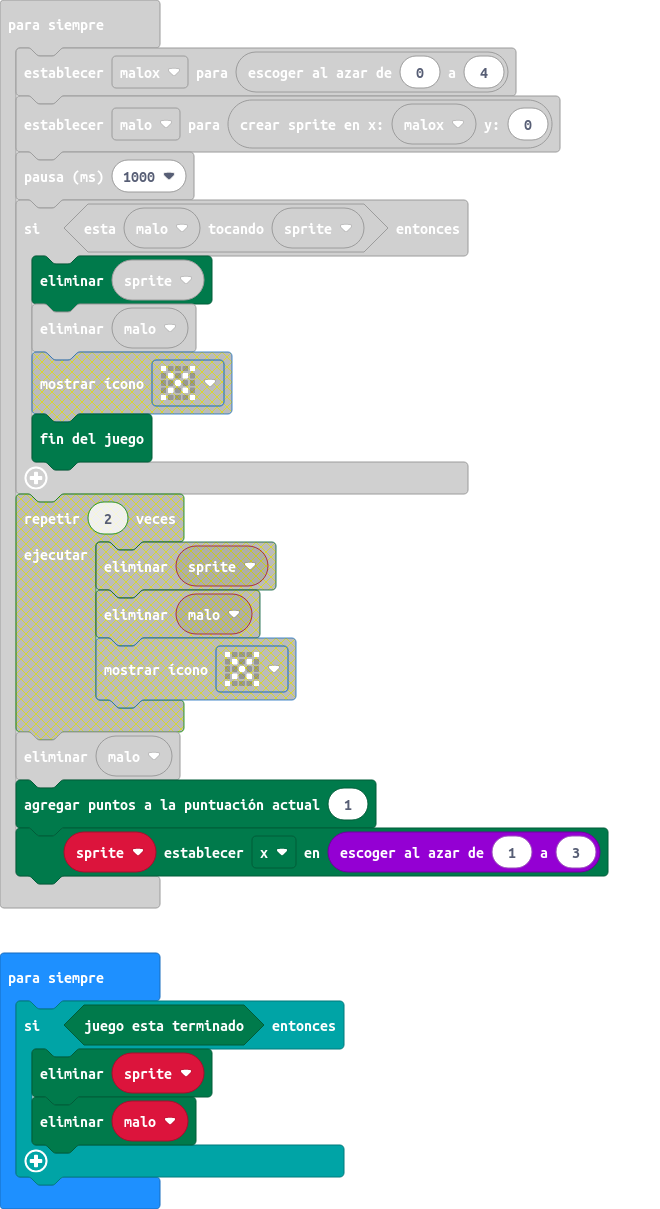 para siempre
establecer malox para escoger al azar de 0 a 4
establecer malo para crear sprite en x: malox y: 0
pausa (ms) 1000
si esta malo tocando sprite entonces
eliminar sprite
eliminar malo
mostrar icono
fin del juego
repetir 2 veces
ejecutar
eliminar sprite
eliminar malo
mostrar icono
eliminar malo
agregar puntos a la puntuación actual 1
sprite establecer x en escoger al azar de 1 a 3
para siempre
si juego esta terminado entonces
eliminar sprite
eliminar malo